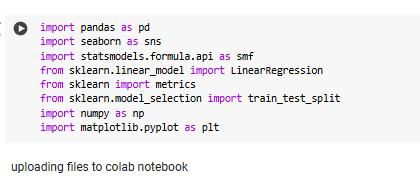 import pandas as pd
import seaborn as sns
import statsmodels.formula.api as smf
from sklearn.linear_model import LinearRegression
from sklearn import metrics
from sklearn.model_selection import train_test_split
import numpy as np
import matplotlib.pyplot as plt
uploading files to colab notebook